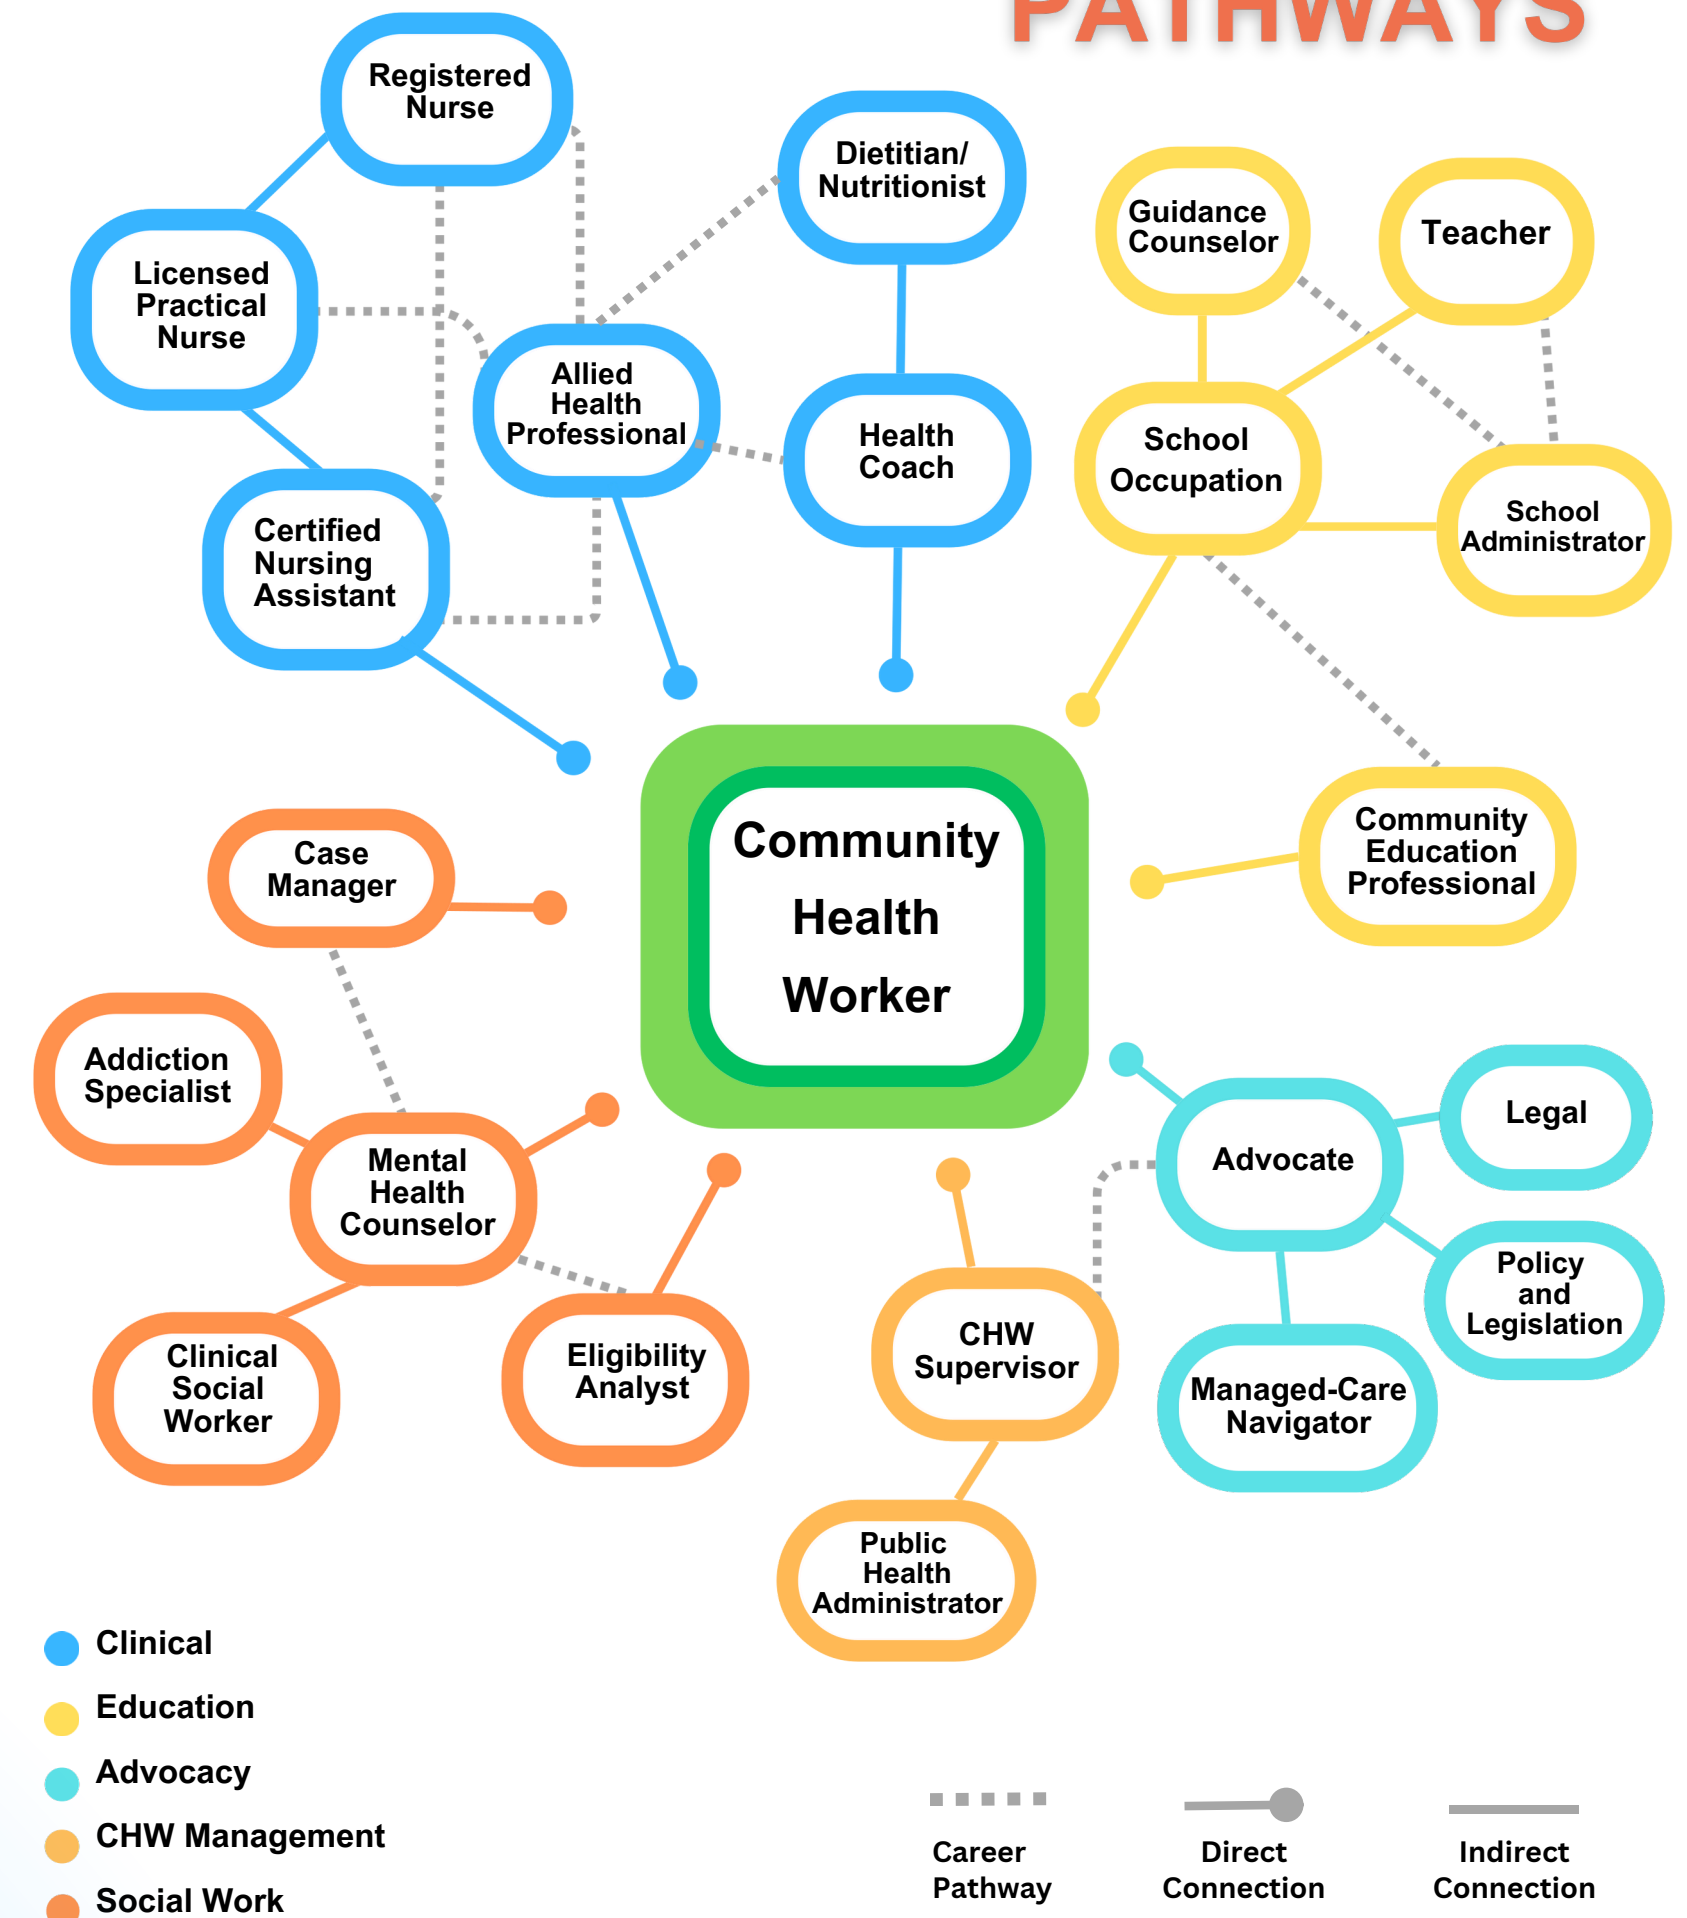 PATHWAYS
Registered
Nurse
Dietitian/
Nutritionist
Guidance
Counselor
Teacher
Licensed
Practical
Nurse
Allied
Health
Professional
Health
Coach
School
Occupation
School
Administrator
Certified
Nursing
Assistant
Community
Health
Worker
Case
Manager
Community
Education
Professional
Addiction
Specialist
Mental
Health
Counselor
Advocate
Legal
Policy
and
Legislation
Clinical
Social
Worker
Eligibility
Analyst
CHW
Supervisor
Managed-Care
Navigator
Public
Health
Administrator
Clinical
Education
Advocacy
CHW Management
Social Work
Career
Pathway
Direct
Connection
Indirect
Connection